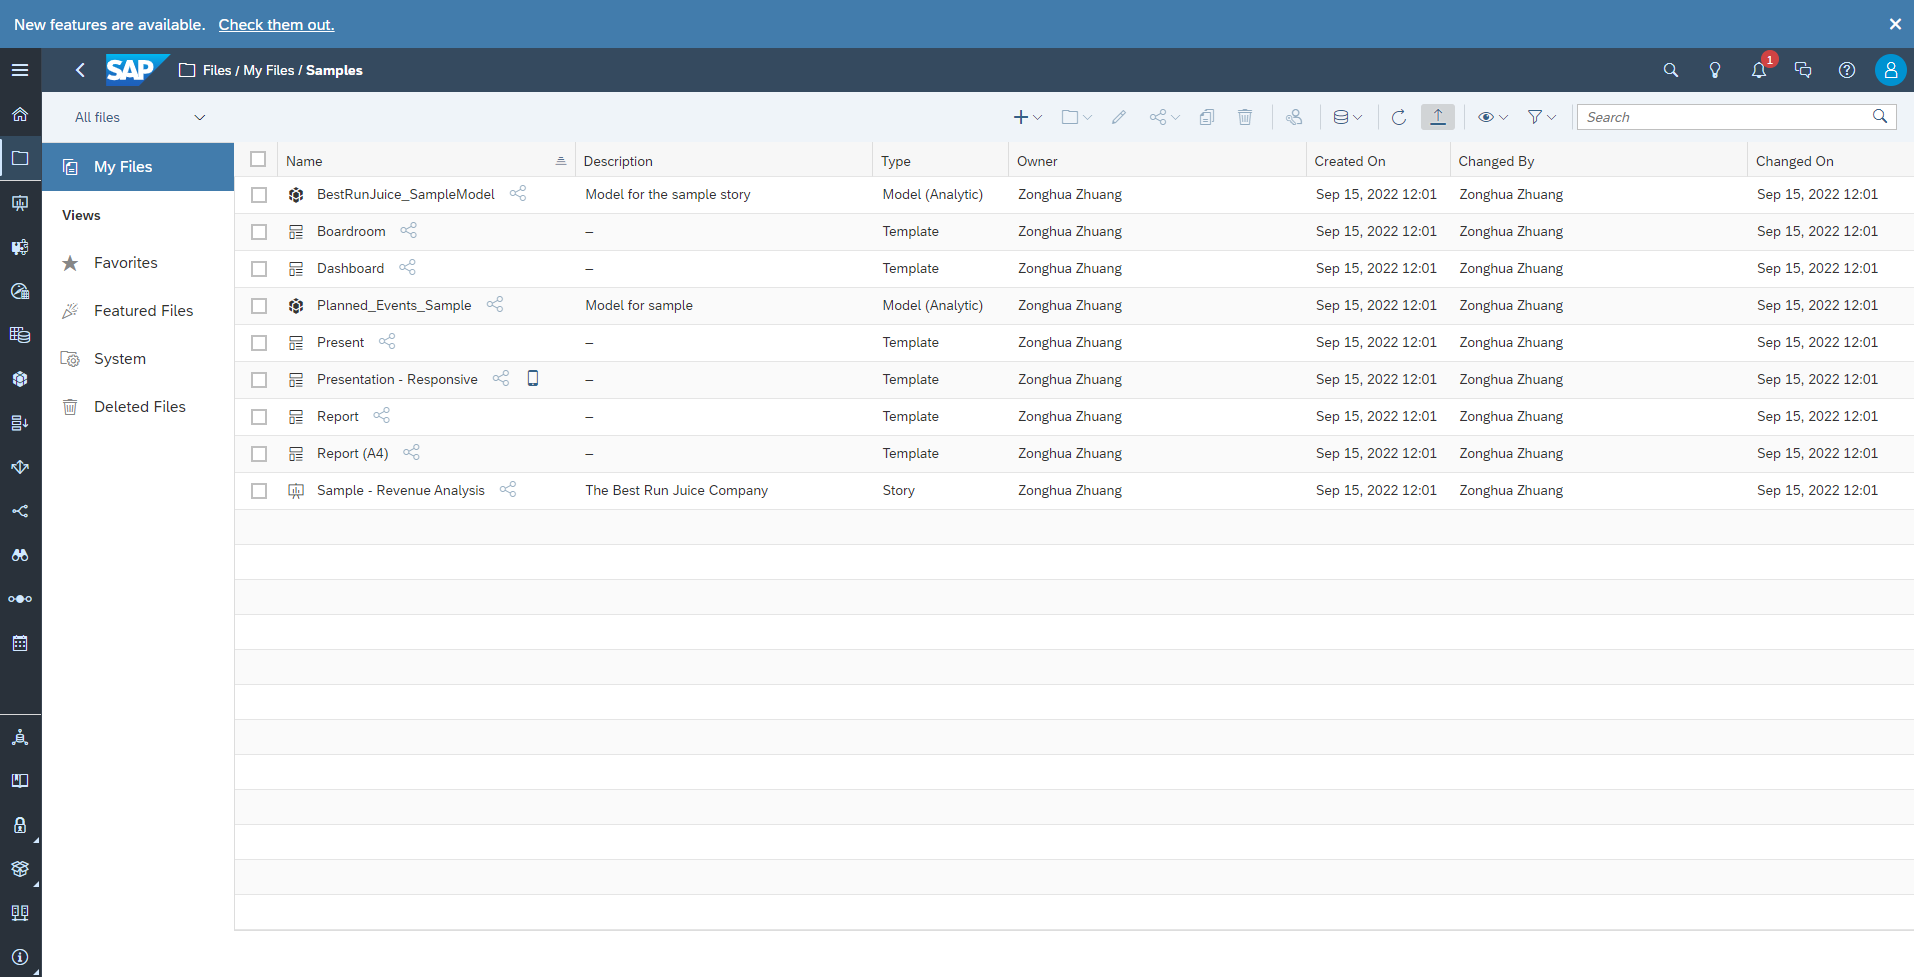 New features are available. Check them out.
SAP Files / My Files / Samples 1
All files Search
My Files
Views
Favorites
Featured Files
System
Deleted Files
Name Description Type Owner Created On Changed By Changed On
BestRunJuice_SampleModel Model for the sample story Model (Analytic) Zonghua Zhuang Sep 15, 2022 12:01 Zonghua Zhuang Sep 15, 2022 12:01
Boardroom – Template Zonghua Zhuang Sep 15, 2022 12:01 Zonghua Zhuang Sep 15, 2022 12:01
Dashboard – Template Zonghua Zhuang Sep 15, 2022 12:01 Zonghua Zhuang Sep 15, 2022 12:01
Planned_Events_Sample Model for sample Model (Analytic) Zonghua Zhuang Sep 15, 2022 12:01 Zonghua Zhuang Sep 15, 2022 12:01
Present – Template Zonghua Zhuang Sep 15, 2022 12:01 Zonghua Zhuang Sep 15, 2022 12:01
Presentation - Responsive – Template Zonghua Zhuang Sep 15, 2022 12:01 Zonghua Zhuang Sep 15, 2022 12:01
Report – Template Zonghua Zhuang Sep 15, 2022 12:01 Zonghua Zhuang Sep 15, 2022 12:01
Report (A4) – Template Zonghua Zhuang Sep 15, 2022 12:01 Zonghua Zhuang Sep 15, 2022 12:01
Sample - Revenue Analysis The Best Run Juice Company Story Zonghua Zhuang Sep 15, 2022 12:01 Zonghua Zhuang Sep 15, 2022 12:01